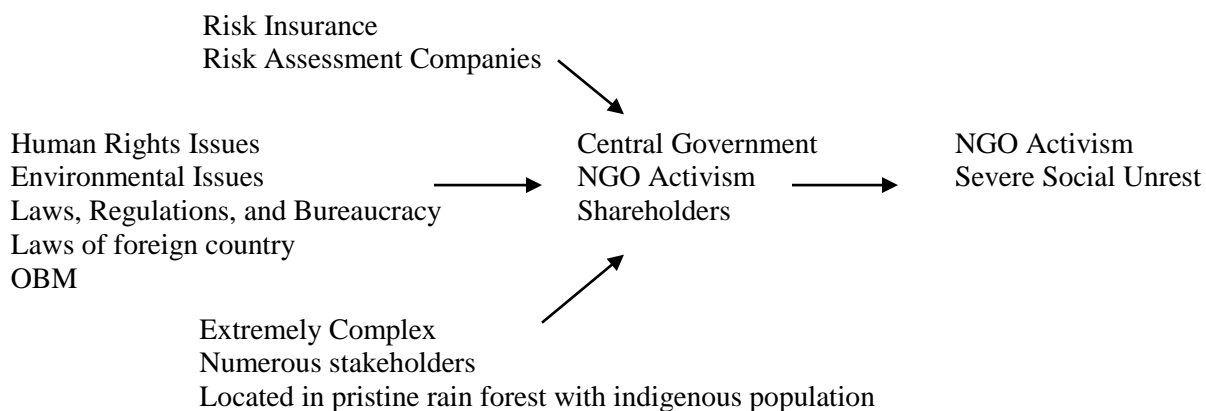 Risk Insurance
Risk Assessment Companies
Human Rights Issues
Environmental Issues
Laws, Regulations, and Bureaucracy
Laws of foreign country
OBM
Central Government
NGO Activism
Shareholders
NGO Activism
Severe Social Unrest
Extremely Complex
Numerous stakeholders
Located in pristine rain forest with indigenous population